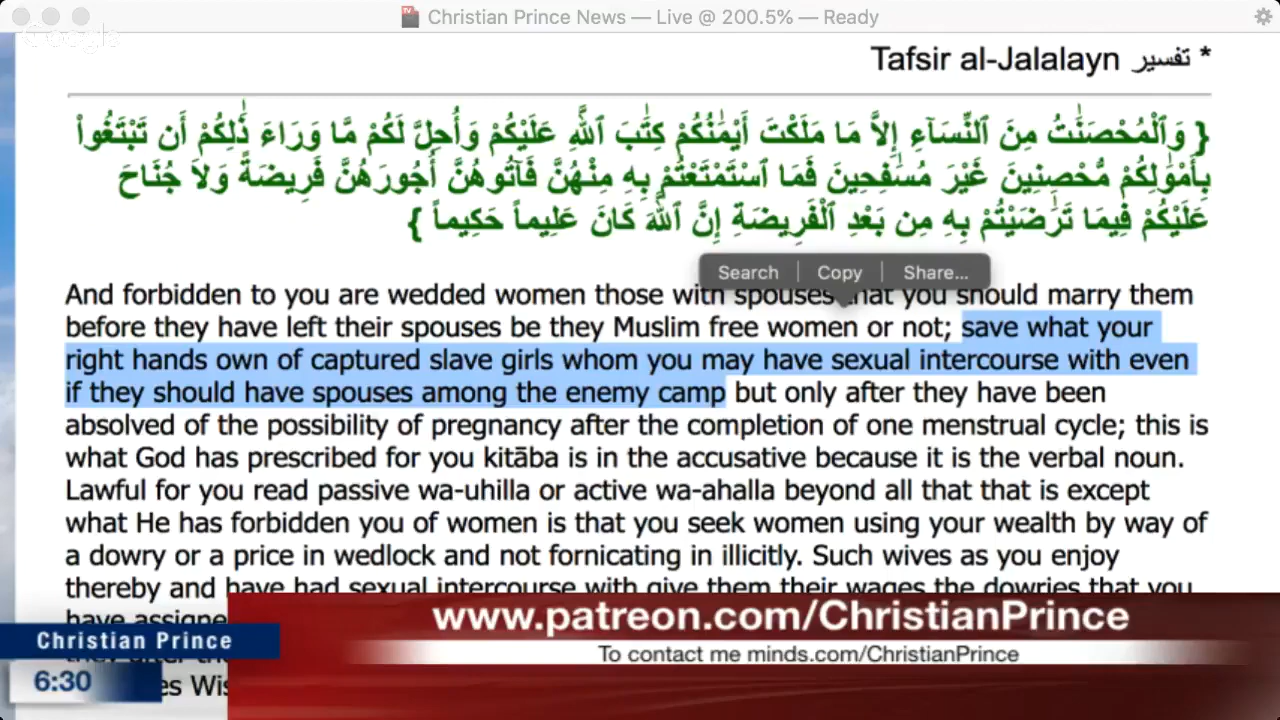 Christian Prince News — Live @ 200.5% — Ready
Google
Tafsir al-Jalalayn تفسير *
{ وَٱلْمُحْصَنَٰتُ مِنَ ٱلنِّسَآءِ إِلاَّ مَا مَلَكْتَ أَيْمَٰنُكُمْ كِتَٰبَ ٱللَّهِ عَلَيْكُمْ وَأُحِلَّ لَكُمْ مَّا وَرَاءَ ذَٰلِكُمْ أَن تَبْتَغُواْ
بِأَمْوَٰلِكُمْ مُّحْصِنِينَ غَيْرَ مُسَٰفِحِينَ فَمَا ٱسْتَمْتَعْتُمْ بِهِ مِنْهُنَّ فَآتُوهُنَّ أُجُورَهُنَّ فَرِيضَةً وَلاَ جُنَاحَ
عَلَيْكُمْ فِيمَا تَرَٰضَيْتُمْ بِهِ مِن بَعْدِ ٱلْفَرِيضَةِ إِنَّ ٱللَّهَ كَانَ عَلِيماً حَكِيماً }
Search Copy Share...
And forbidden to you are wedded women those with spouses that you should marry them
before they have left their spouses be they Muslim free women or not; save what your
right hands own of captured slave girls whom you may have sexual intercourse with even
if they should have spouses among the enemy camp but only after they have been
absolved of the possibility of pregnancy after the completion of one menstrual cycle; this is
what God has prescribed for you kitāba is in the accusative because it is the verbal noun.
Lawful for you read passive wa-uhilla or active wa-ahalla beyond all that that is except
what He has forbidden you of women is that you seek women using your wealth by way of
a dowry or a price in wedlock and not fornicating in illicitly. Such wives as you enjoy
thereby and have had sexual intercourse with give them their wages the dowries that you
have assigne
www.patreon.com/ChristianPrince
Christian Prince
To contact me minds.com/ChristianPrince
6:30
es Wis